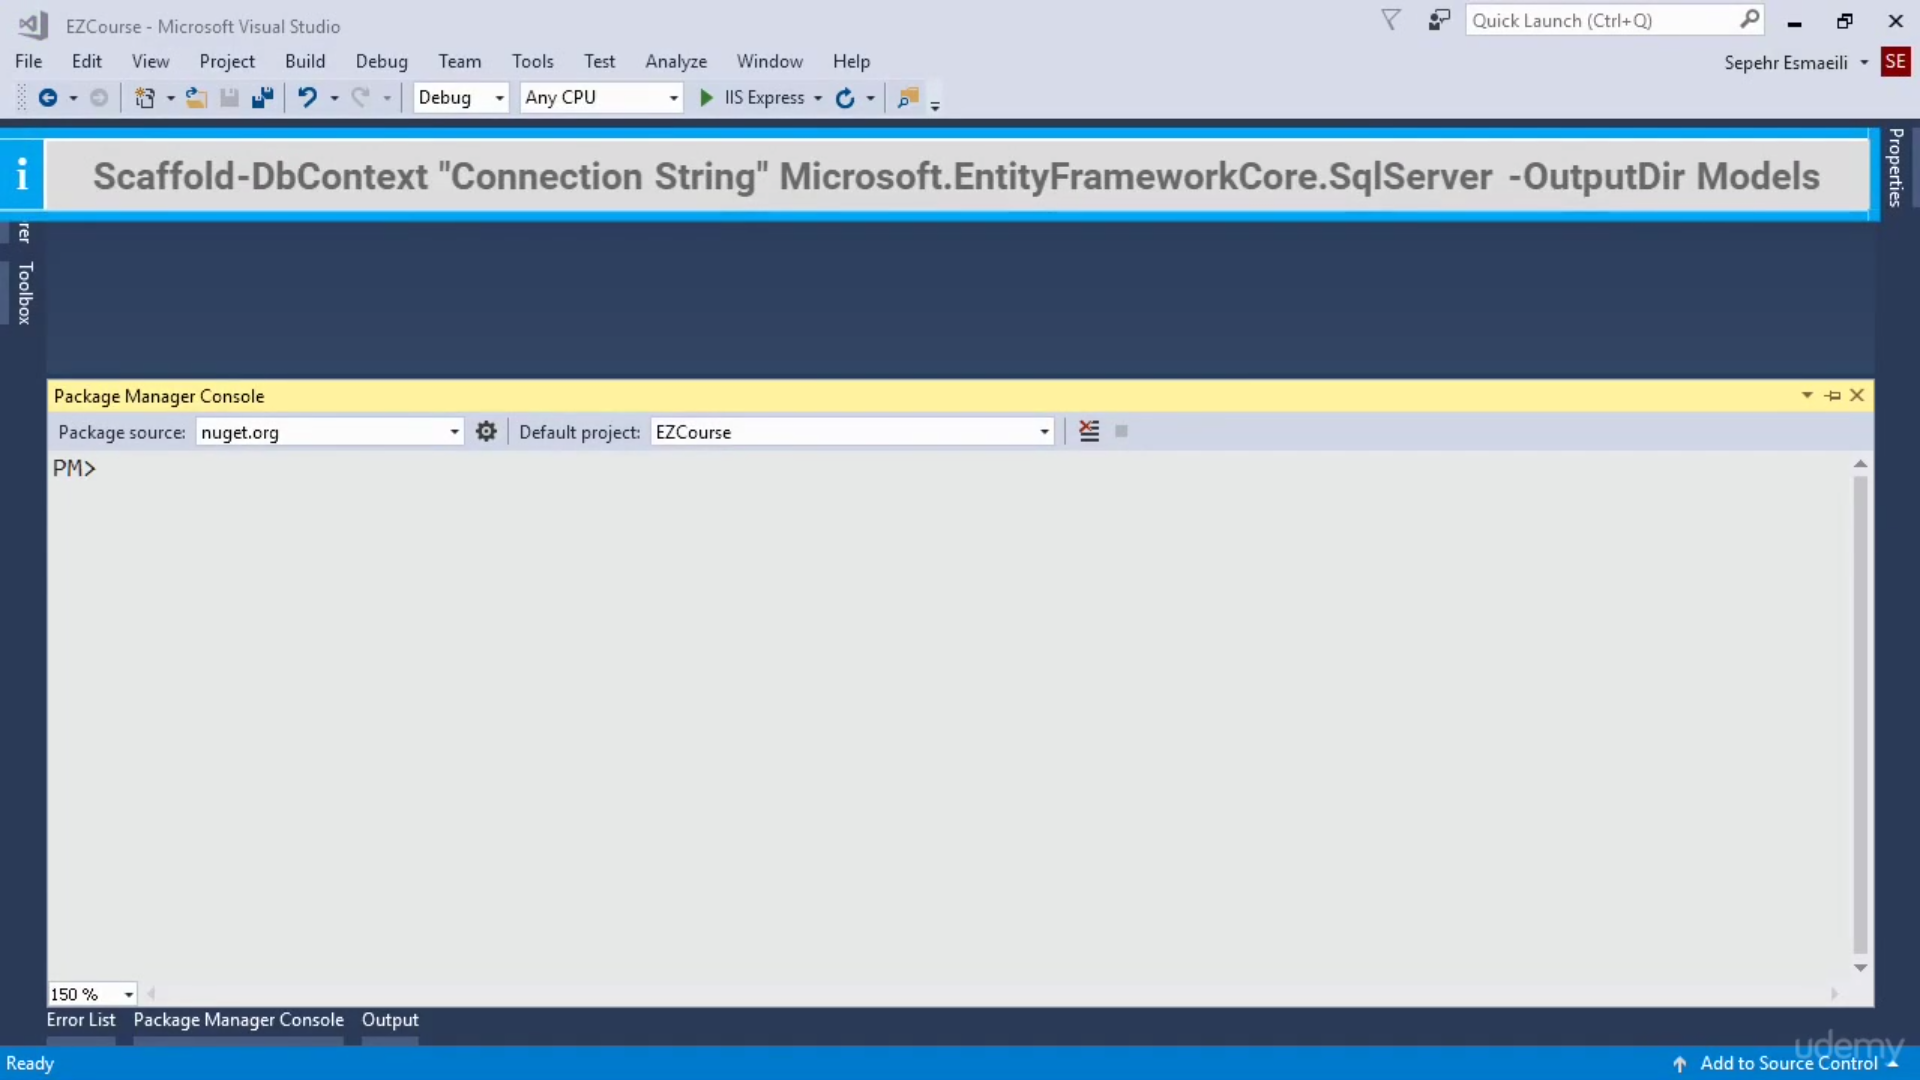 EZCourse - Microsoft Visual Studio
Quick Launch (Ctrl+Q)
File Edit View Project Build Debug Team Tools Test Analyze Window Help
Sepehr Esmaeili
SE
Debug
Any CPU
IIS Express
i
Scaffold-DbContext "Connection String" Microsoft.EntityFrameworkCore.SqlServer -OutputDir Models
Properties
rer
Toolbox
Package Manager Console
Package source: nuget.org
Default project: EZCourse
PM>
150 %
Error List Package Manager Console Output
udemy
Ready
Add to Source Control